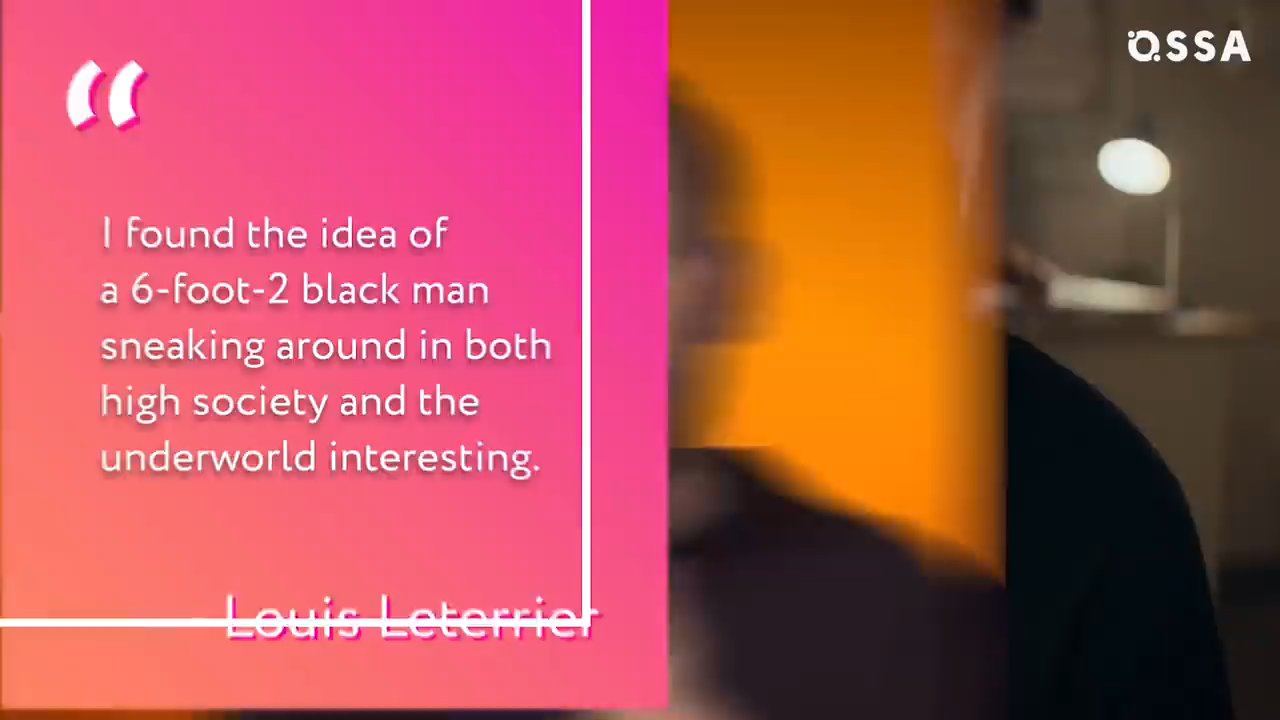 OSSA
“
I found the idea of
a 6-foot-2 black man
sneaking around in both
high society and the
underworld interesting.
Louis Leterrier